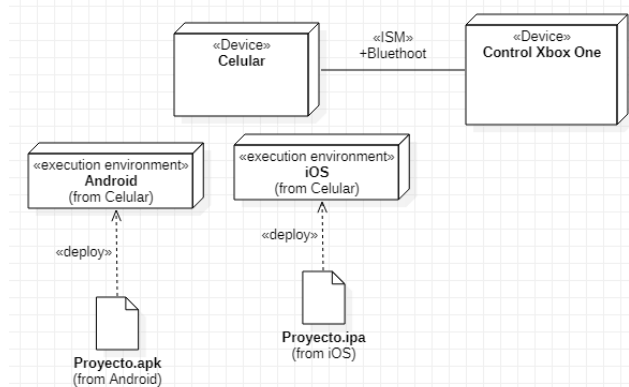 «Device»
Celular
«ISM»
+Bluethoot
«Device»
Control Xbox One
«execution environment»
Android
(from Celular)
«execution environment»
iOS
(from Celular)
«deploy»
«deploy»
Proyecto.apk
(from Android)
Proyecto.ipa
(from iOS)